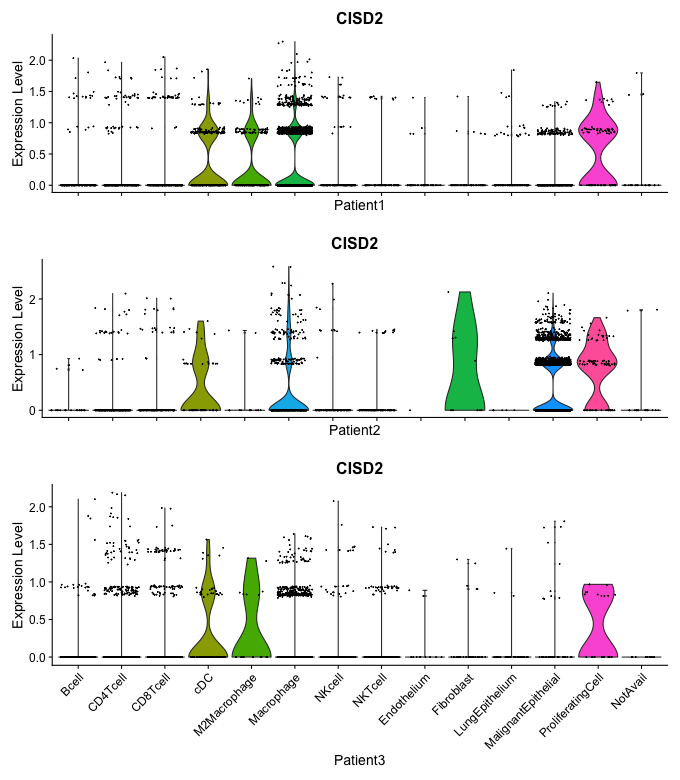 CISD2
Expression Level
2.0
1.5
1.0
0.5
0.0
Patient1
CISD2
Expression Level
2
1
0
Patient2
CISD2
Expression Level
2.0
1.5
1.0
0.5
0.0
Bcell
CD4Tcell
CD8Tcell
cDC
M2Macrophage
Macrophage
NKcell
NKTcell
Endothelium
Fibroblast
LungEpithelium
MalignantEpithelial
ProliferatingCell
NotAvail
Patient3